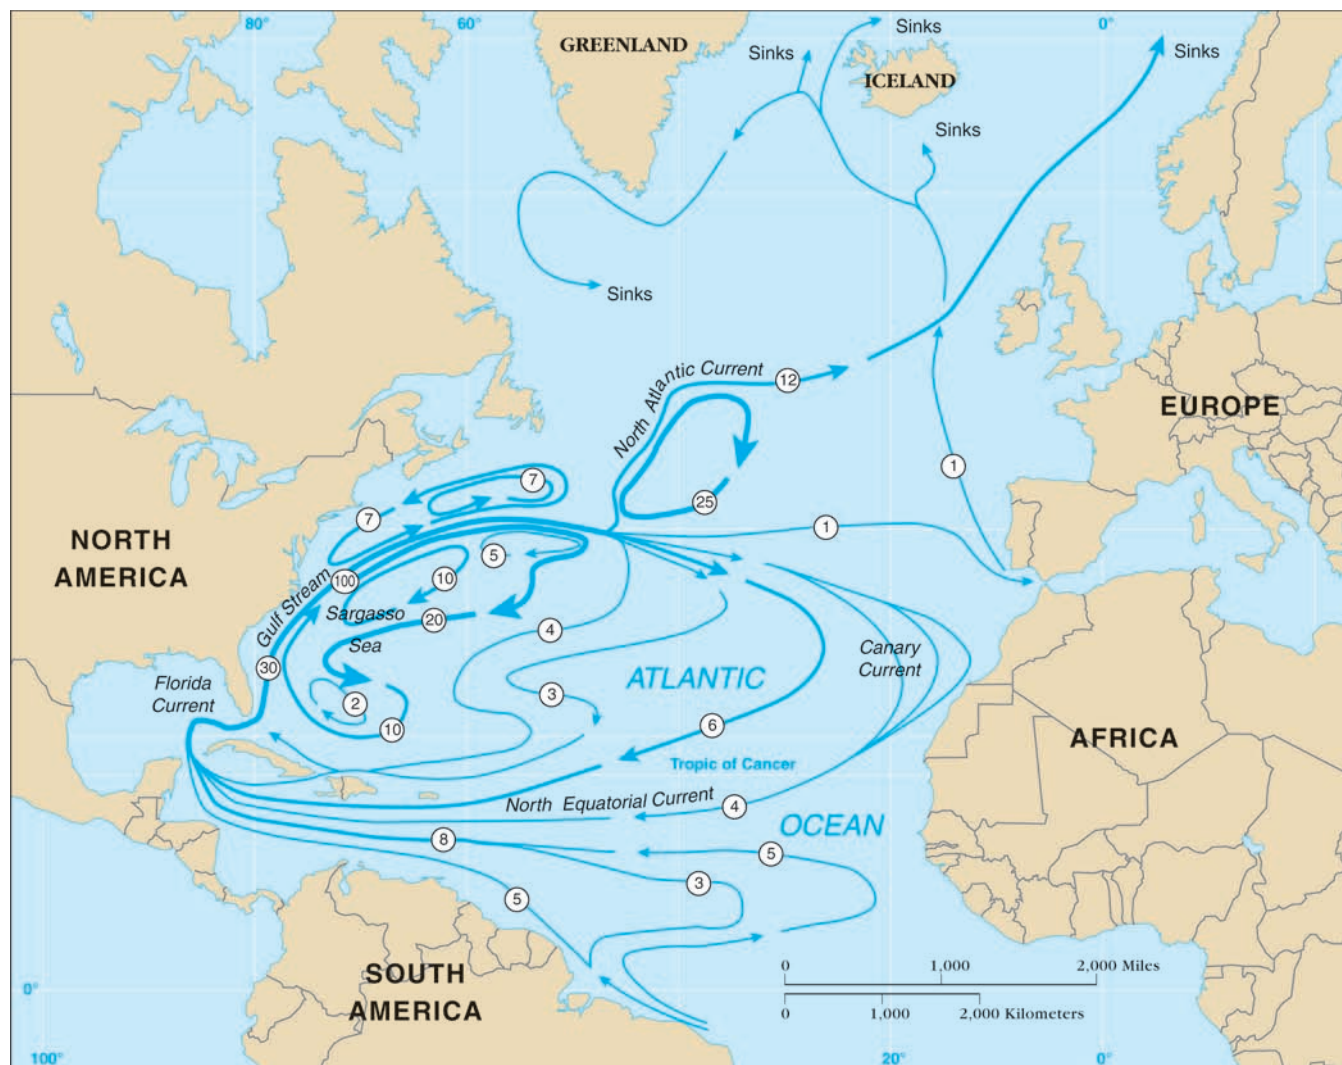 80°
60°
0°
GREENLAND
Sinks
Sinks
Sinks
ICELAND
Sinks
Sinks
North Atlantic Current
12
EUROPE
1
7
25
7
1
NORTH
AMERICA
5
100
10
Gulf Stream
Sargasso
20
4
Sea
Canary
Current
30
ATLANTIC
Florida
Current
3
2
6
10
AFRICA
Tropic of Cancer
North Equatorial Current
4
OCEAN
8
5
3
5
0
1,000
2,000 Miles
SOUTH
AMERICA
0°
0
1,000
2,000 Kilometers
100°
20°
0°